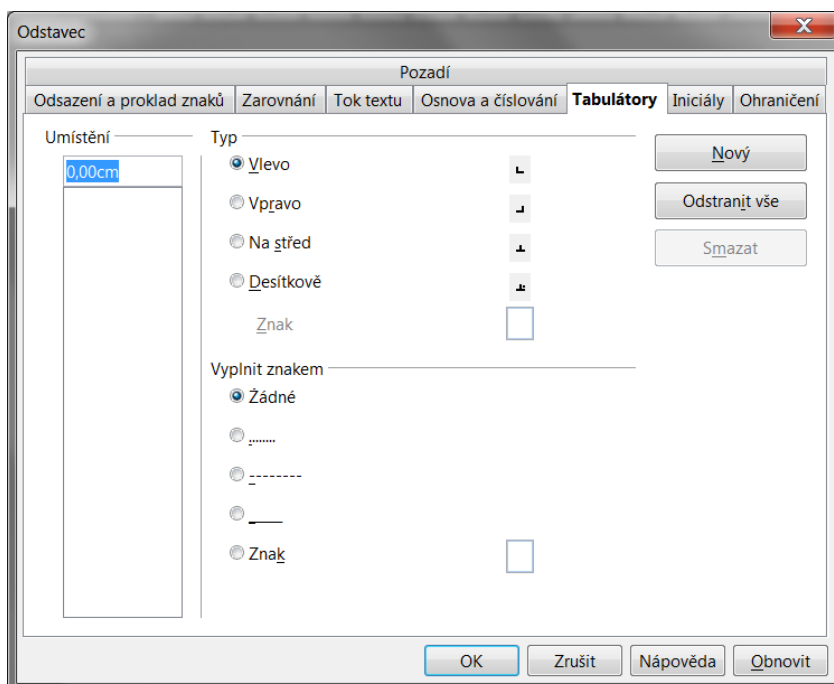 Odstavec
Pozadí
Odsazení a proklad znaků Zarovnání Tok textu Osnova a číslování Tabulátory Iniciály Ohraničení
Umístění
0,00cm
Typ
Vlevo
Vpravo
Na střed
Desítkově
Znak
Vyplnit znakem
Žádné
........
--------
____
Znak
Nový
Odstranit vše
Smazat
OK Zrušit Nápověda Obnovit